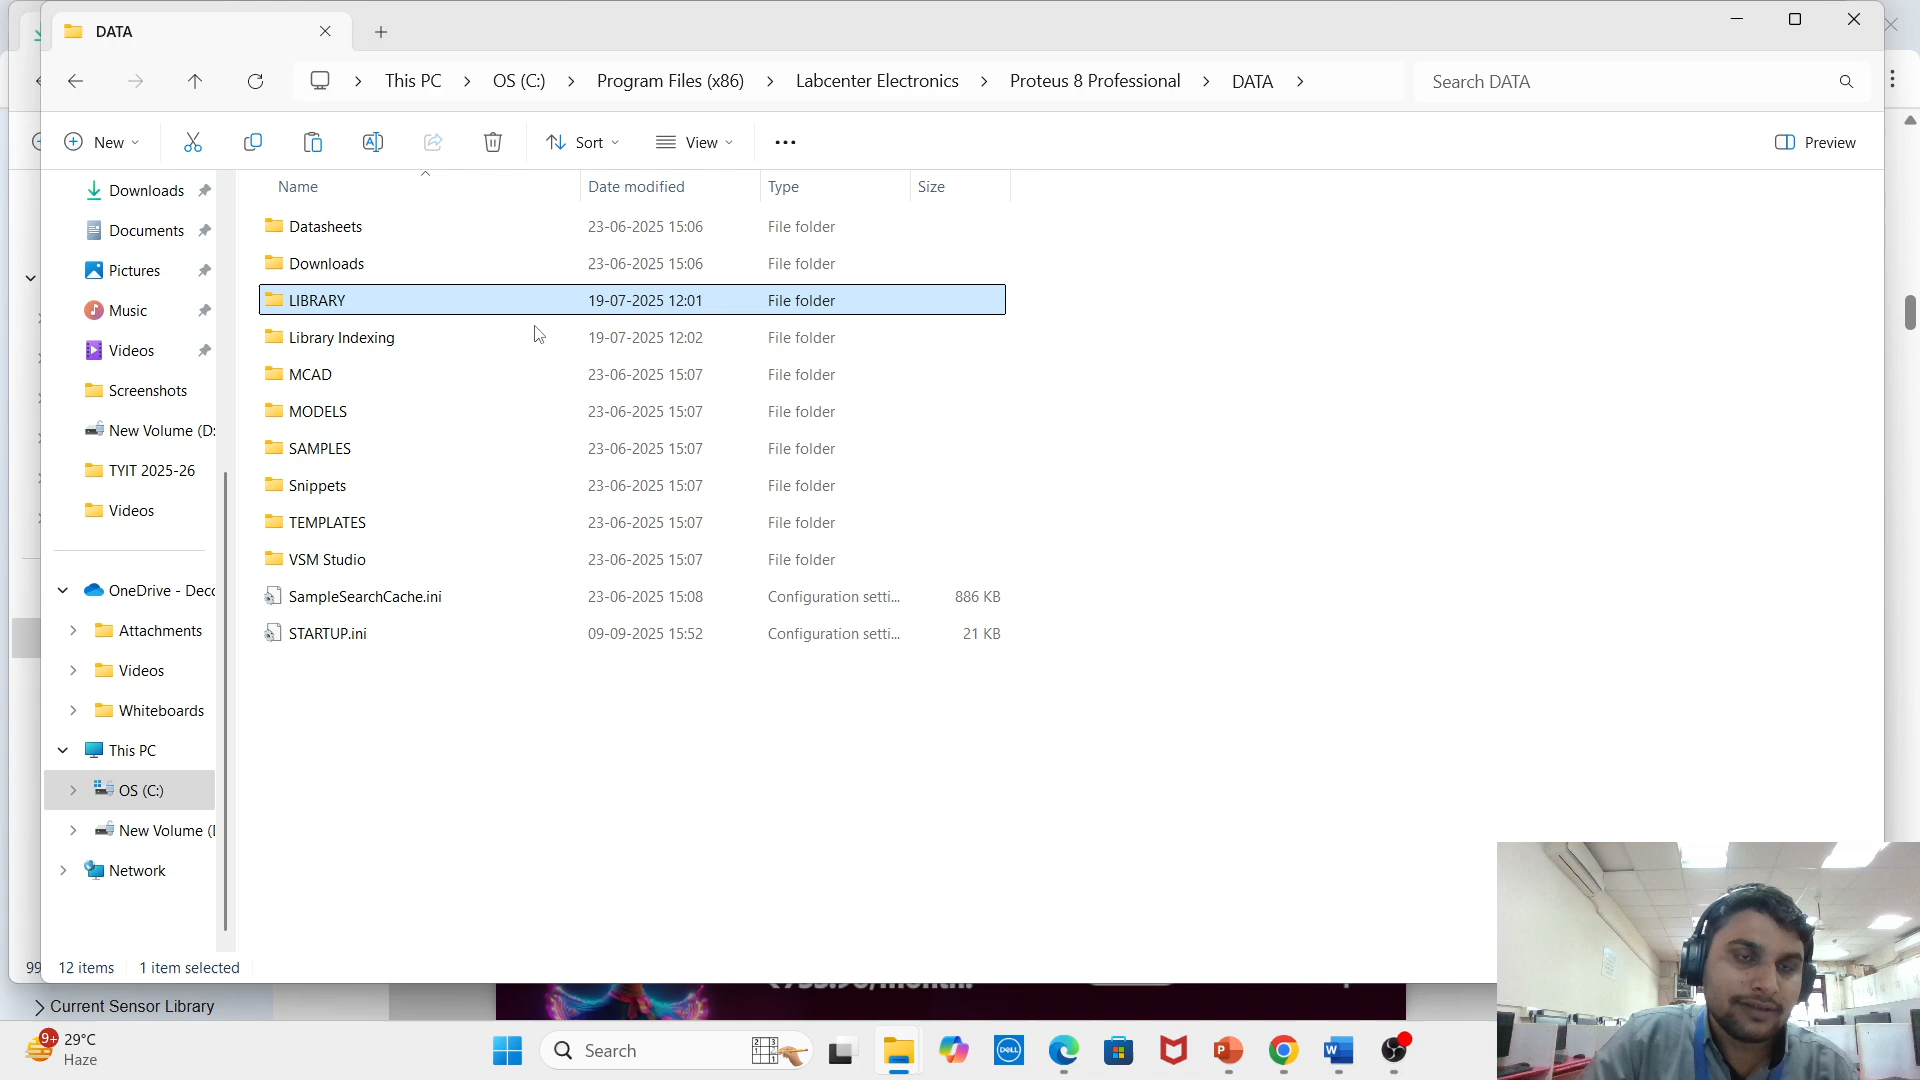 DATA
This PC > OS (C:) > Program Files (x86) > Labcenter Electronics > Proteus 8 Professional > DATA >
Search DATA
New
Sort
View
Preview
Name Date modified Type Size
Downloads
Documents
Pictures
Music
Videos
Screenshots
New Volume (D:
TYIT 2025-26
Videos
OneDrive - Deco
Attachments
Videos
Whiteboards
This PC
OS (C:)
New Volume (
Network
Datasheets 23-06-2025 15:06 File folder
Downloads 23-06-2025 15:06 File folder
LIBRARY 19-07-2025 12:01 File folder
Library Indexing 19-07-2025 12:02 File folder
MCAD 23-06-2025 15:07 File folder
MODELS 23-06-2025 15:07 File folder
SAMPLES 23-06-2025 15:07 File folder
Snippets 23-06-2025 15:07 File folder
TEMPLATES 23-06-2025 15:07 File folder
VSM Studio 23-06-2025 15:07 File folder
SampleSearchCache.ini 23-06-2025 15:08 Configuration setti... 886 KB
STARTUP.ini 09-09-2025 15:52 Configuration setti... 21 KB
99
12 items 1 item selected
Current Sensor Library
9+
29°C
Haze
Search
DELL